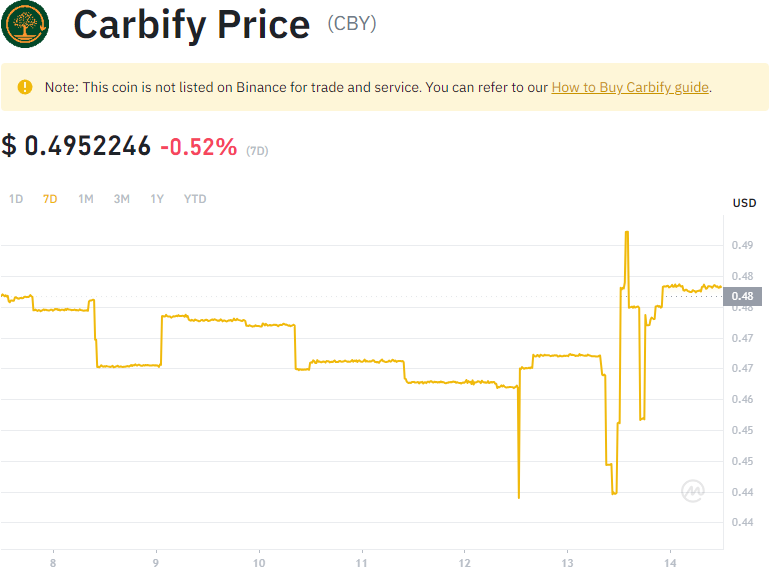 Carbify Price (CBY)
Note: This coin is not listed on Binance for trade and service. You can refer to our How to Buy Carbify guide.
$ 0.4952246 -0.52% (7D)
1D 7D 1M 3M 1Y YTD
USD
0.49
0.48
0.48
0.48
0.47
0.47
0.46
0.45
0.45
0.44
0.44
8 9 10 11 12 13 14